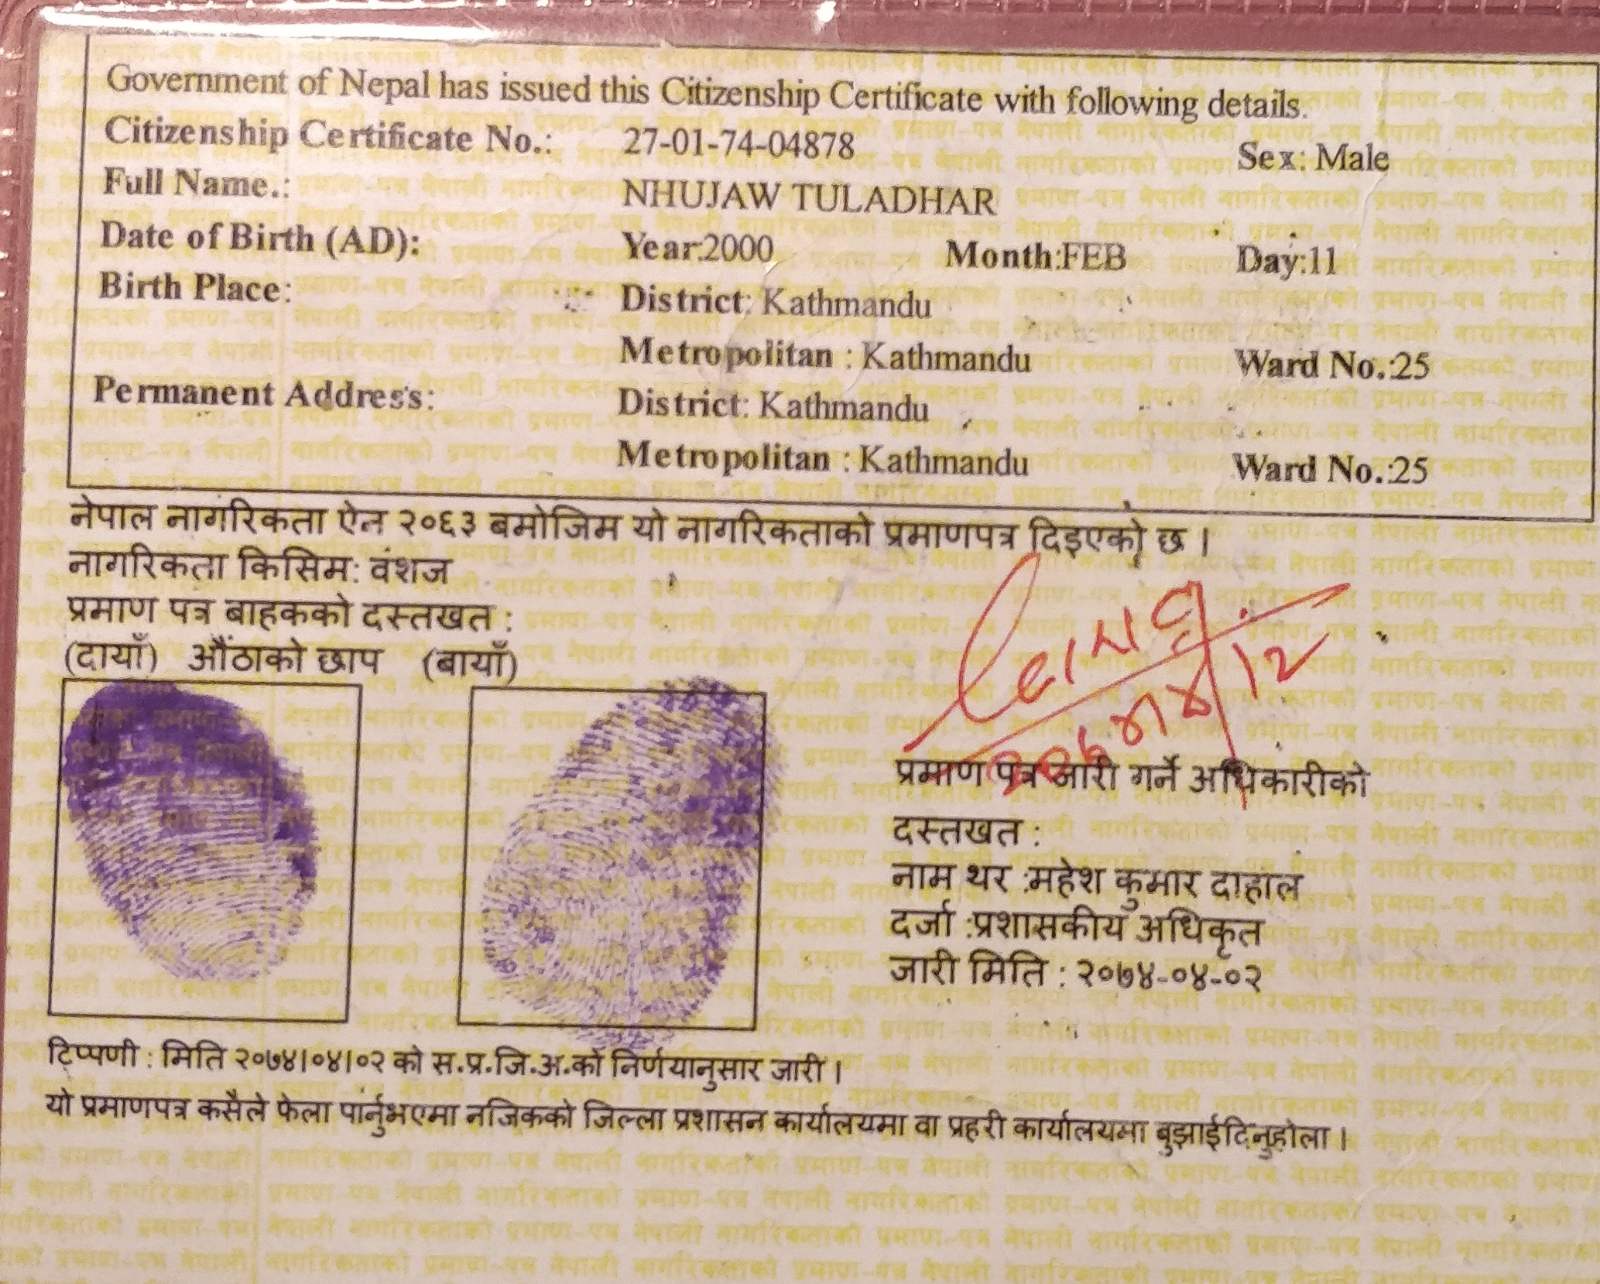 Government of Nepal has issued this Citizenship Certificate with following details.
Citizenship Certificate No.: 27-01-74-04878 Sex: Male
Full Name.: NHUJAW TULADHAR
Date of Birth (AD): Year:2000 Month:FEB Day:11
Birth Place: District: Kathmandu
Metropolitan : Kathmandu Ward No.:25
Permanent Address: District: Kathmandu
Metropolitan : Kathmandu Ward No.:25
नेपाल नागरिकता ऐन २०६३ बमोजिम यो नागरिकताको प्रमाणपत्र दिइएको छ ।
नागरिकता किसिम: वंशज
प्रमाण पत्र बाहकको दस्तखत :
(दायाँ) औंठाको छाप (बायाँ)
प्रमाण पत्र जारी गर्ने अधिकारीको
दस्तखत :
नाम थर :महेश कुमार दाहाल
दर्जा :प्रशासकीय अधिकृत
जारी मिति : २०७४-०४-०२
टिप्पणी : मिति २०७४|०४|०२ को स.प्र.जि.अ.को निर्णयानुसार जारी ।
यो प्रमाणपत्र कसैले फेला पार्नुभएमा नजिकको जिल्ला प्रशासन कार्यालयमा वा प्रहरी कार्यालयमा बुझाईदिनुहोला ।